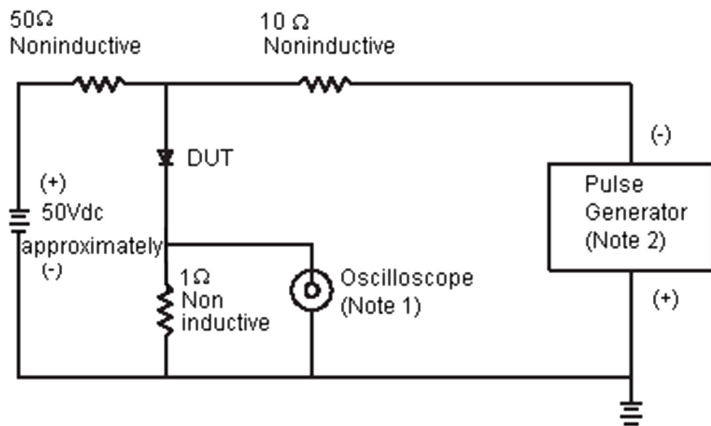 50Ω
Noninductive
10 Ω
Noninductive
DUT
(+)
50Vdc
approximately
(-)
1Ω
Non
inductive
Oscilloscope
(Note 1)
(-)
Pulse
Generator
(Note 2)
(+)